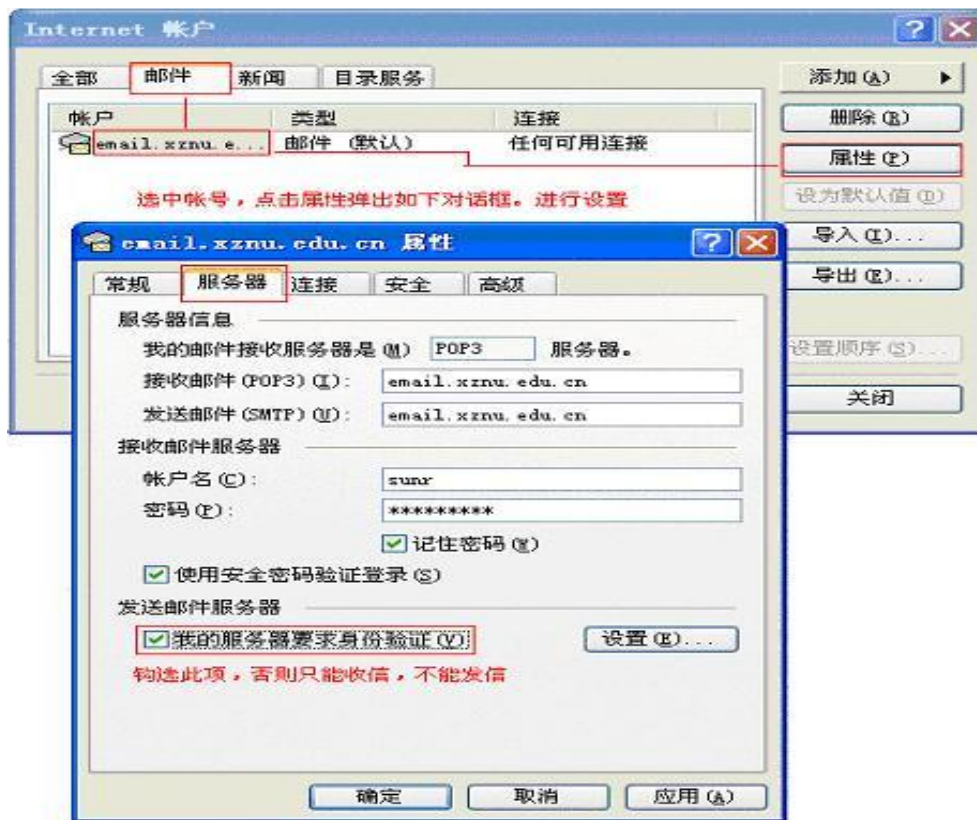 Internet 帐户
全部 邮件 新闻 目录服务 添加(A)
帐户 类型 连接 删除(R)
email.xznu.e... 邮件 (默认) 任何可用连接 属性(P)
选中帐号，点击属性弹出如下对话框。进行设置 设为默认值(D)
导入(I)...
导出(E)...
设置顺序(S)...
关闭
email.xznu.edu.cn 属性
常规 服务器 连接 安全 高级
服务器信息
我的邮件接收服务器是(M) POP3 服务器。
接收邮件(POP3)(I): email.xznu.edu.cn
发送邮件(SMTP)(U): email.xznu.edu.cn
接收邮件服务器
帐户名(C): sunr
密码(P): *********
记住密码(W)
使用安全密码验证登录(S)
发送邮件服务器
我的服务器要求身份验证(V) 设置(E)...
钩选此项，否则只能收信，不能发信
确定 取消 应用(A)